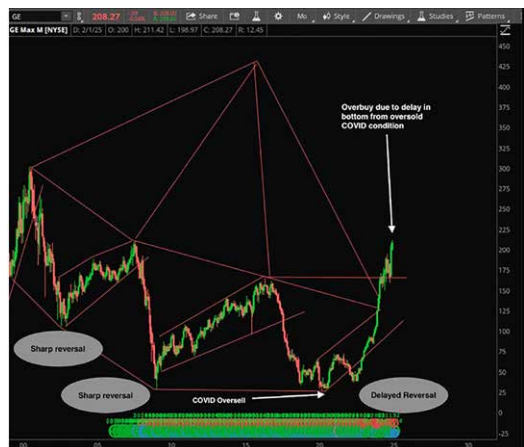 GE 208.27 Share Mo Style Drawings Studies Patterns
GE Max M [NYSE] D: 2/1/25 O: 200 H: 211.42 L: 196.97 C: 208.27 R: 12.45
450
425
400
375
350
325
300
275
250
225
200
175
150
125
100
75
50
25
0
Overbuy due to delay in
bottom from oversold
COVID condition
Sharp reversal
Sharp reversal
COVID Oversell
Delayed Reversal
00 05 10 15 20 25 30